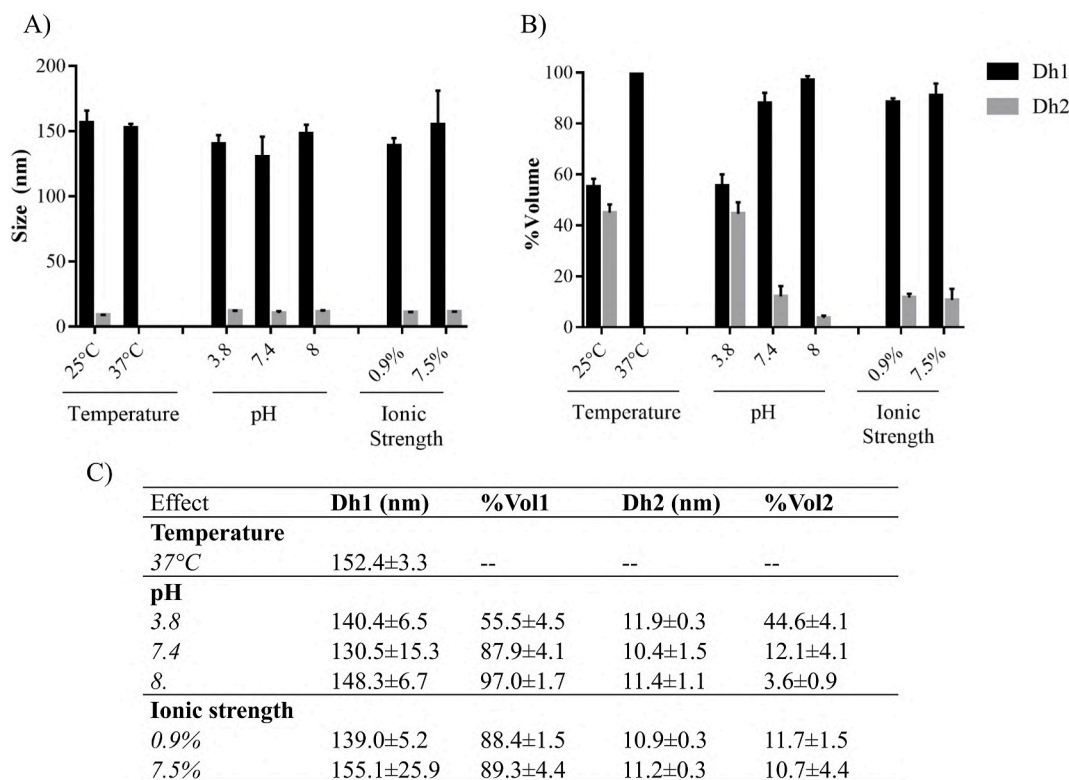 A)
Size (nm)
200
150
100
50
0
25°C 37°C 3.8 7.4 8 0.9% 7.5%
Temperature pH Ionic Strength
B)
%Volume
100
80
60
40
20
0
25°C 37°C 3.8 7.4 8 0.9% 7.5%
Temperature pH Ionic Strength
Dh1
Dh2
C)
Effect Dh1 (nm) %Vol1 Dh2 (nm) %Vol2
Temperature
37°C 152.4±3.3 -- -- --
pH
3.8 140.4±6.5 55.5±4.5 11.9±0.3 44.6±4.1
7.4 130.5±15.3 87.9±4.1 10.4±1.5 12.1±4.1
8. 148.3±6.7 97.0±1.7 11.4±1.1 3.6±0.9
Ionic strength
0.9% 139.0±5.2 88.4±1.5 10.9±0.3 11.7±1.5
7.5% 155.1±25.9 89.3±4.4 11.2±0.3 10.7±4.4